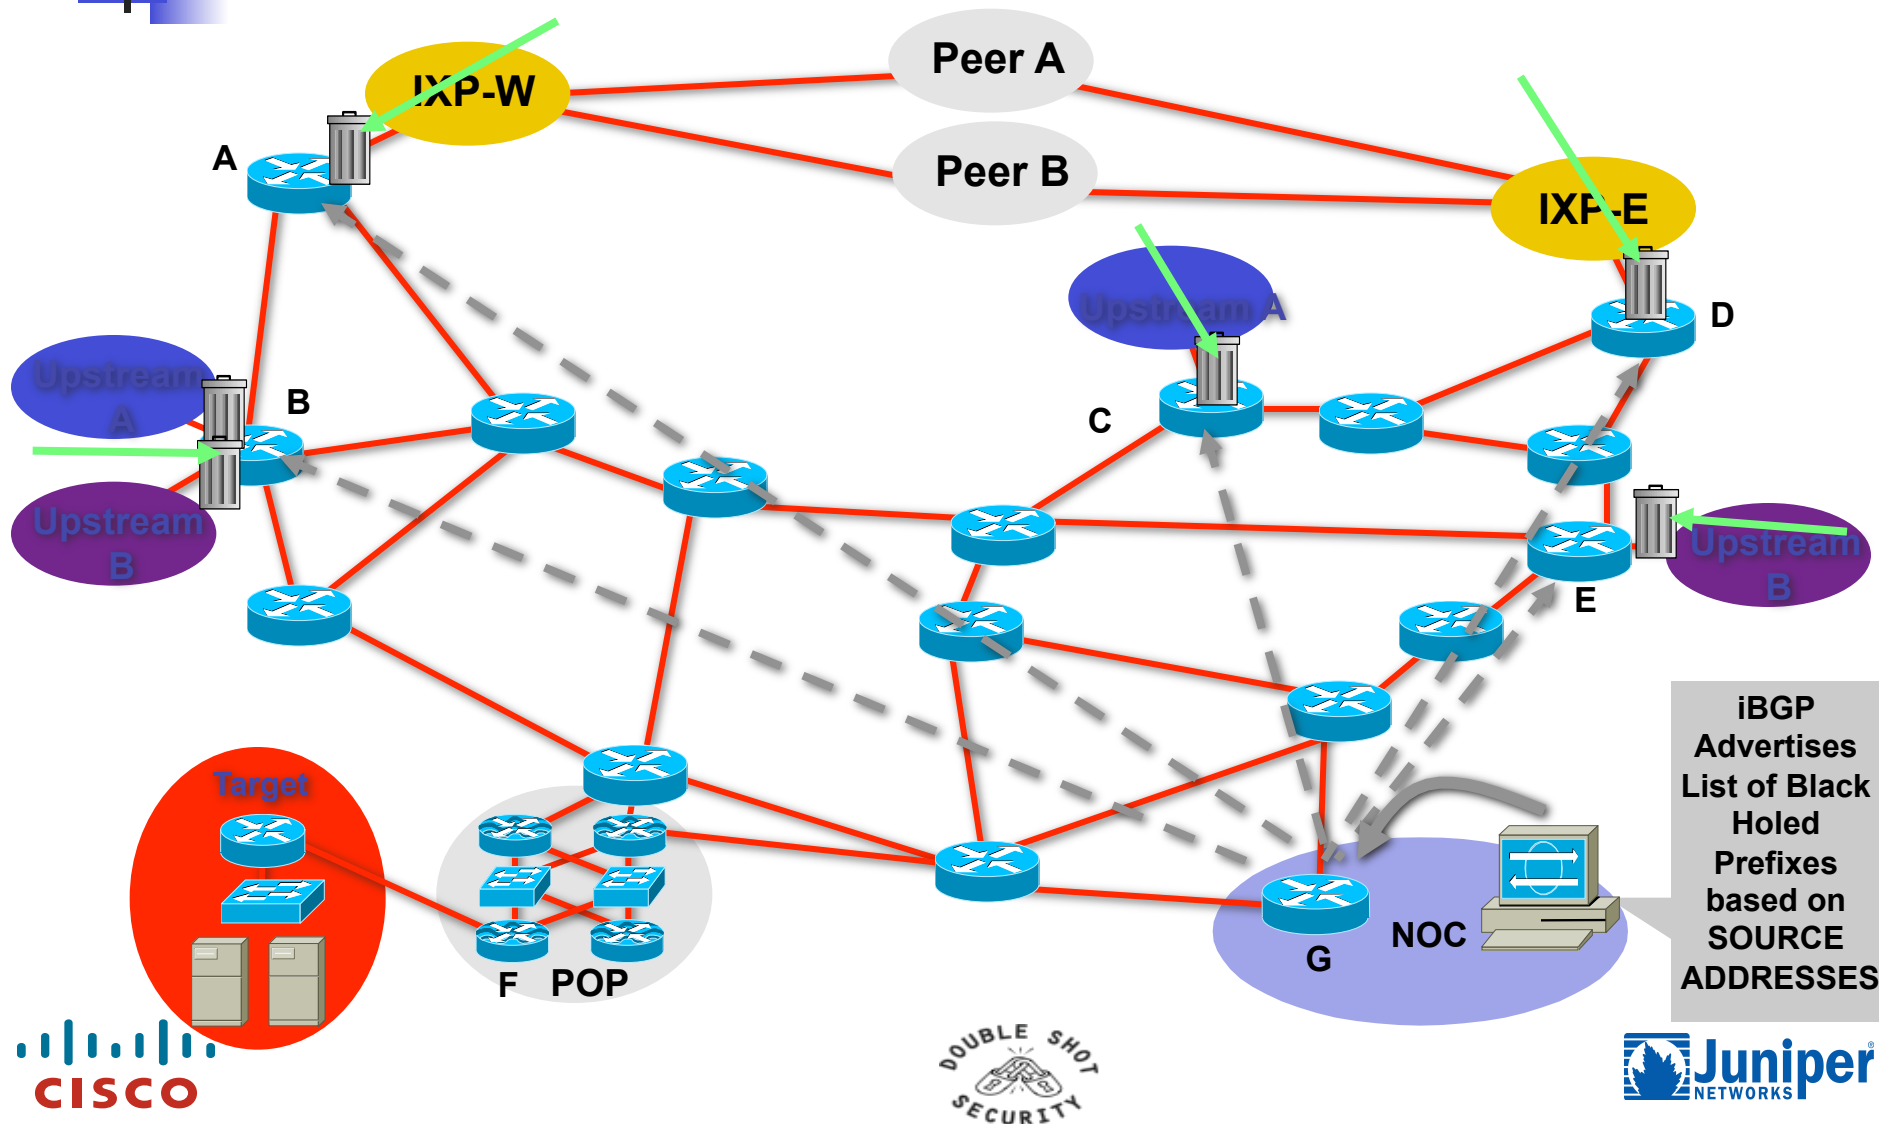 IXP-W
Peer A
Peer B
IXP-E
A
D
Upstream A
Upstream
A
B
C
Upstream
B
Upstream
B
E
Target
F
POP
G
NOC
iBGP
Advertises
List of Black
Holed
Prefixes
based on
SOURCE
ADDRESSES
CISCO
DOUBLE SHOT
SECURITY
Juniper®
NETWORKS